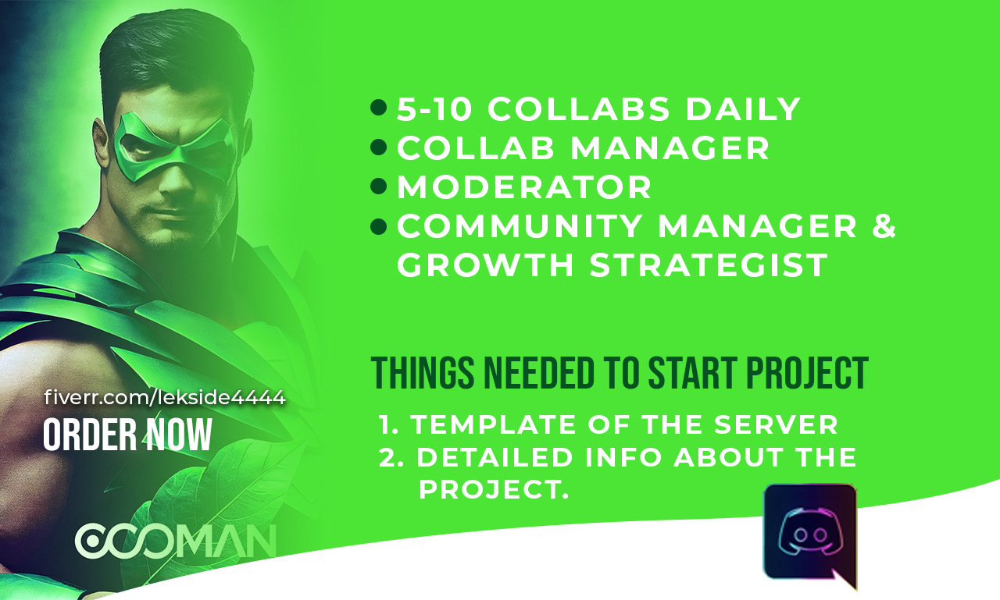 5-10 COLLABS DAILY
COLLAB MANAGER
MODERATOR
COMMUNITY MANAGER &
GROWTH STRATEGIST
THINGS NEEDED TO START PROJECT
1. TEMPLATE OF THE SERVER
2. DETAILED INFO ABOUT THE
PROJECT.
fiverr.com/lekside4444
ORDER NOW
ECOMAN